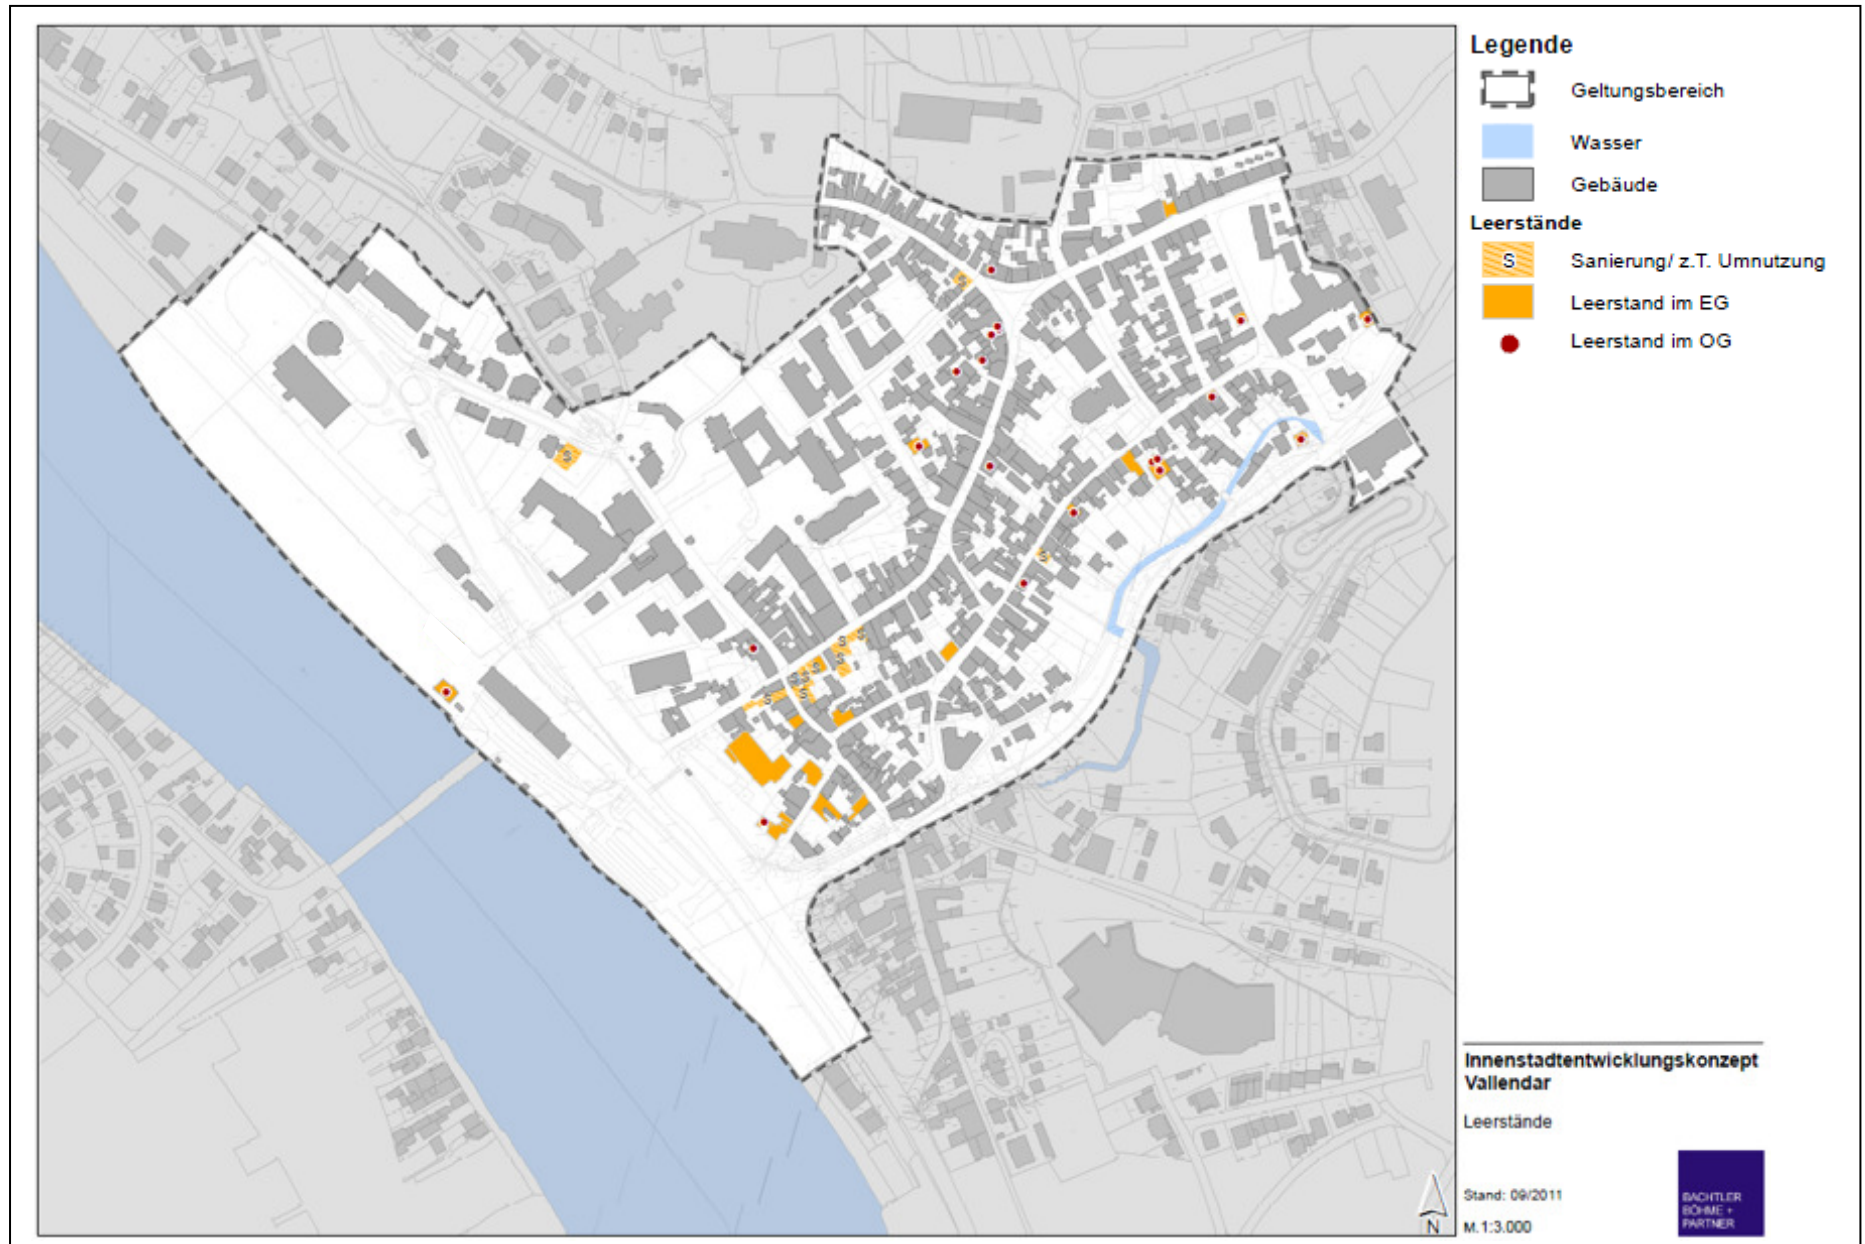 Legende
Geltungsbereich
Wasser
Gebäude
Leerstände
S Sanierung/ z.T. Umnutzung
Leerstand im EG
Leerstand im OG
S
S
S
S
S
S
S
S
S
S
Innenstadtentwicklungskonzept
Vallendar
Leerstände
Stand: 09/2011
M.1:3.000
N
BACHTLER
BÖHME +
PARTNER